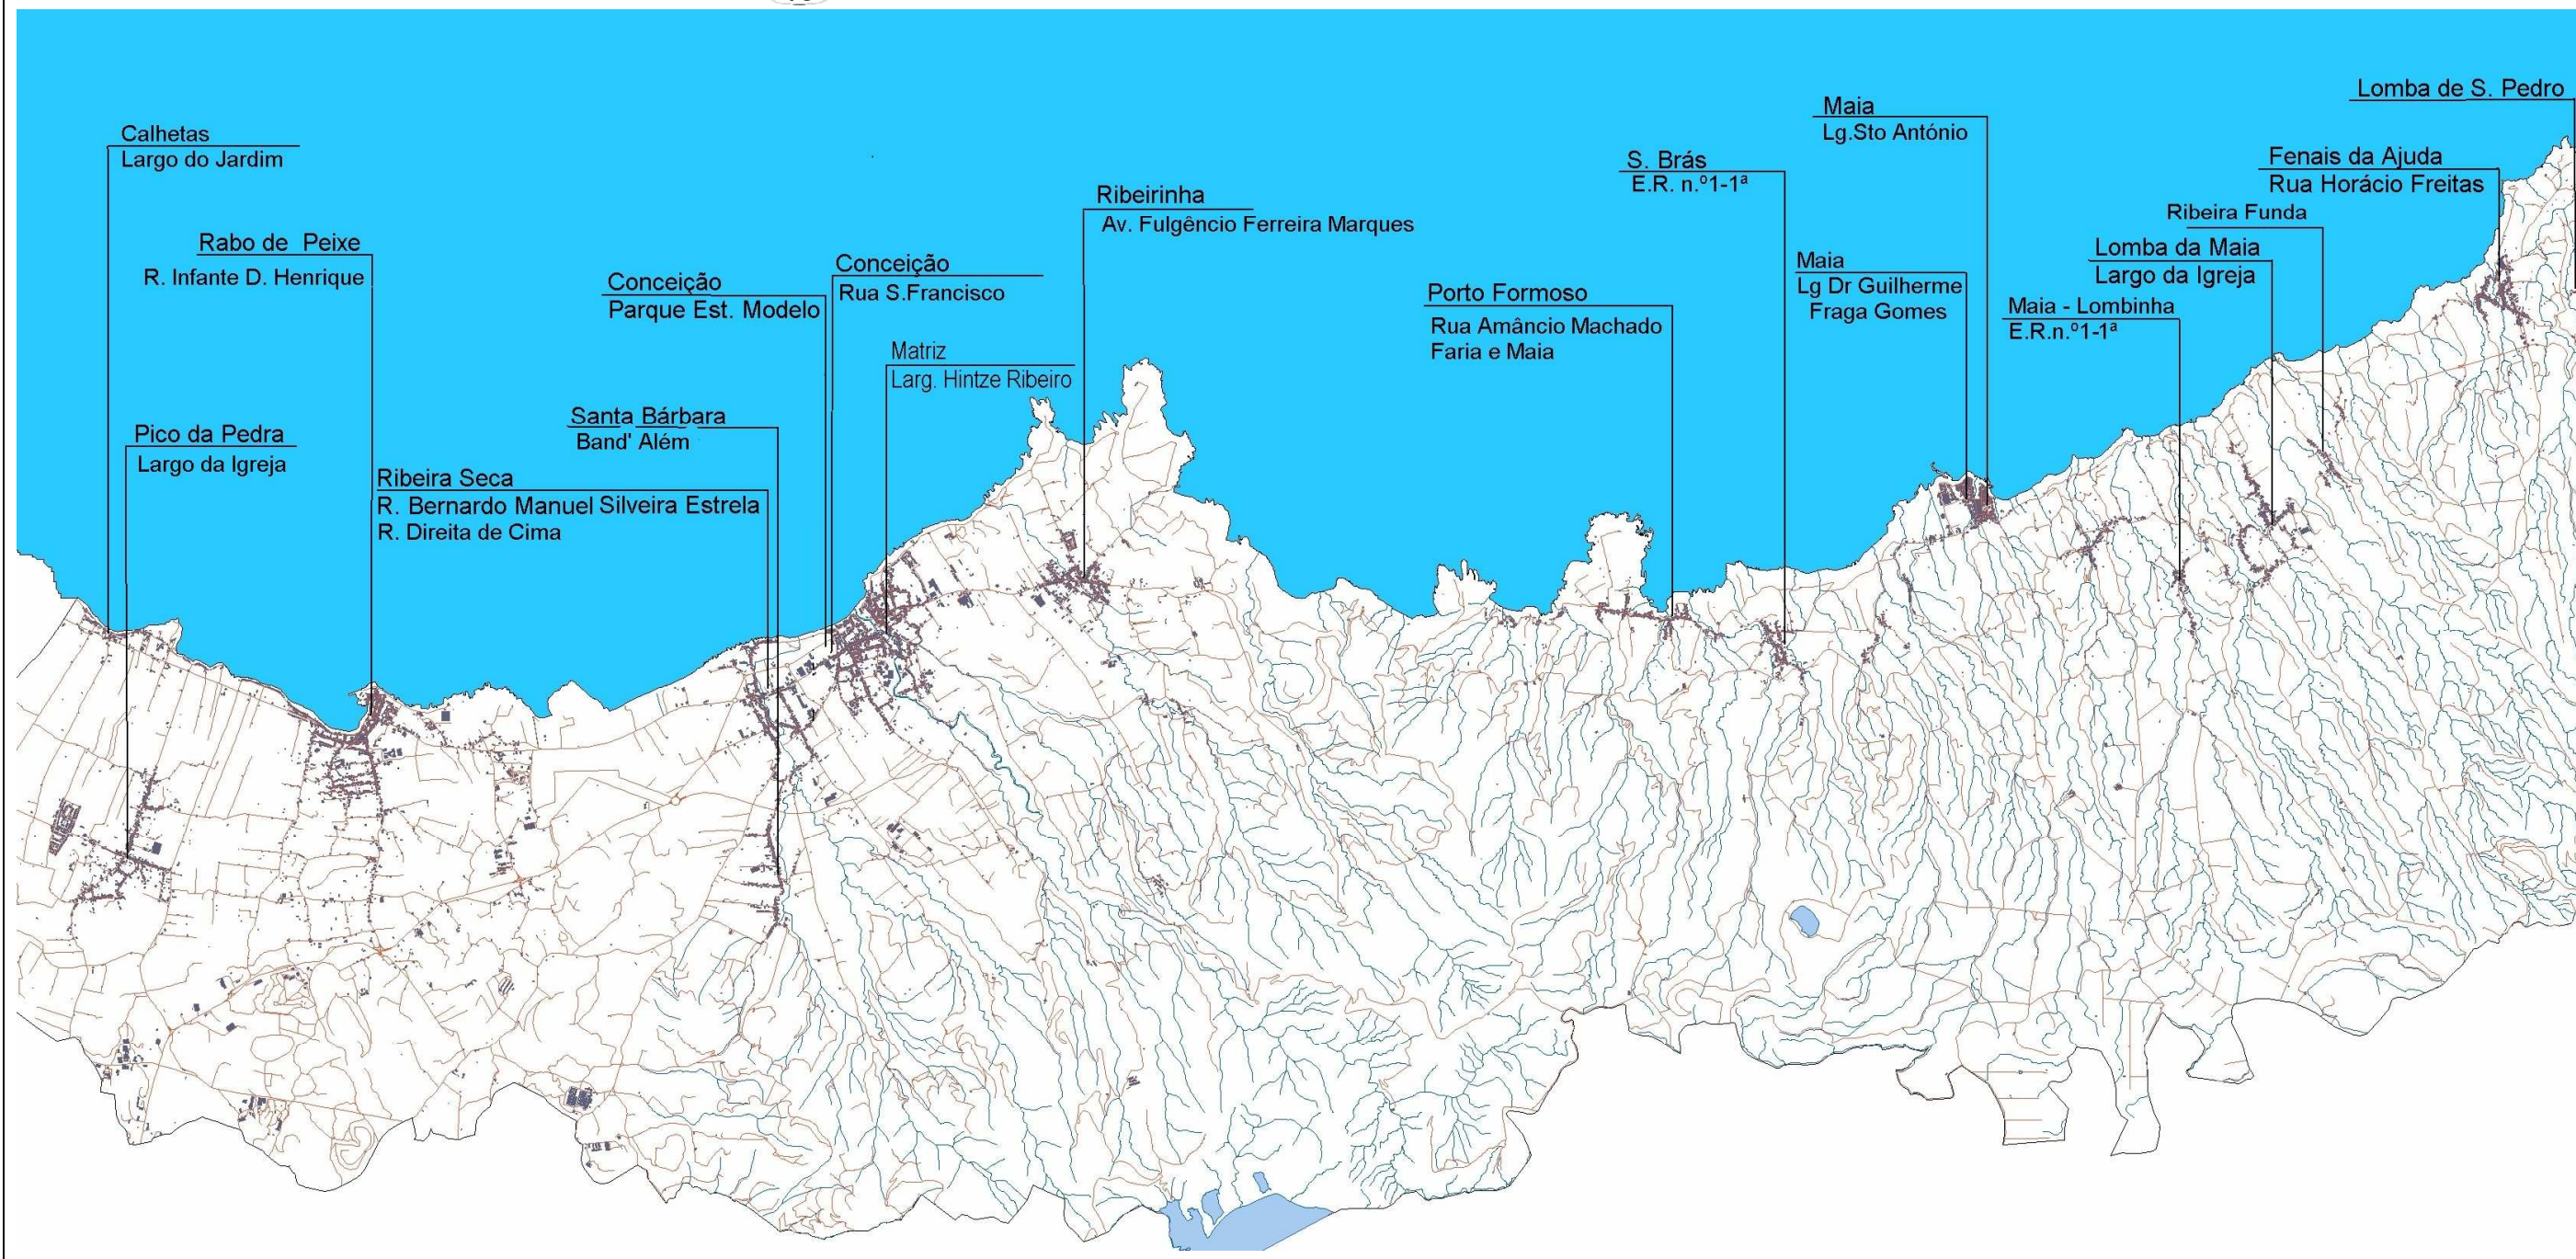 Calhetas
Largo do Jardim
Rabo de Peixe
R. Infante D. Henrique
Pico da Pedra
Largo da Igreja
Ribeira Seca
R. Bernardo Manuel Silveira Estrela
R. Direita de Cima
Santa Bárbara
Band' Além
Conceição
Parque Est. Modelo
Conceição
Rua S.Francisco
Matriz
Larg. Hintze Ribeiro
Ribeirinha
Av. Fulgêncio Ferreira Marques
Porto Formoso
Rua Amâncio Machado
Faria e Maia
S. Brás
E.R. n.º1-1ª
Maia
Lg.Sto António
Maia
Lg Dr Guilherme
Fraga Gomes
Maia - Lombinha
E.R.n.º1-1ª
Lomba da Maia
Largo da Igreja
Ribeira Funda
Fenais da Ajuda
Rua Horácio Freitas
Lomba de S. Pedro